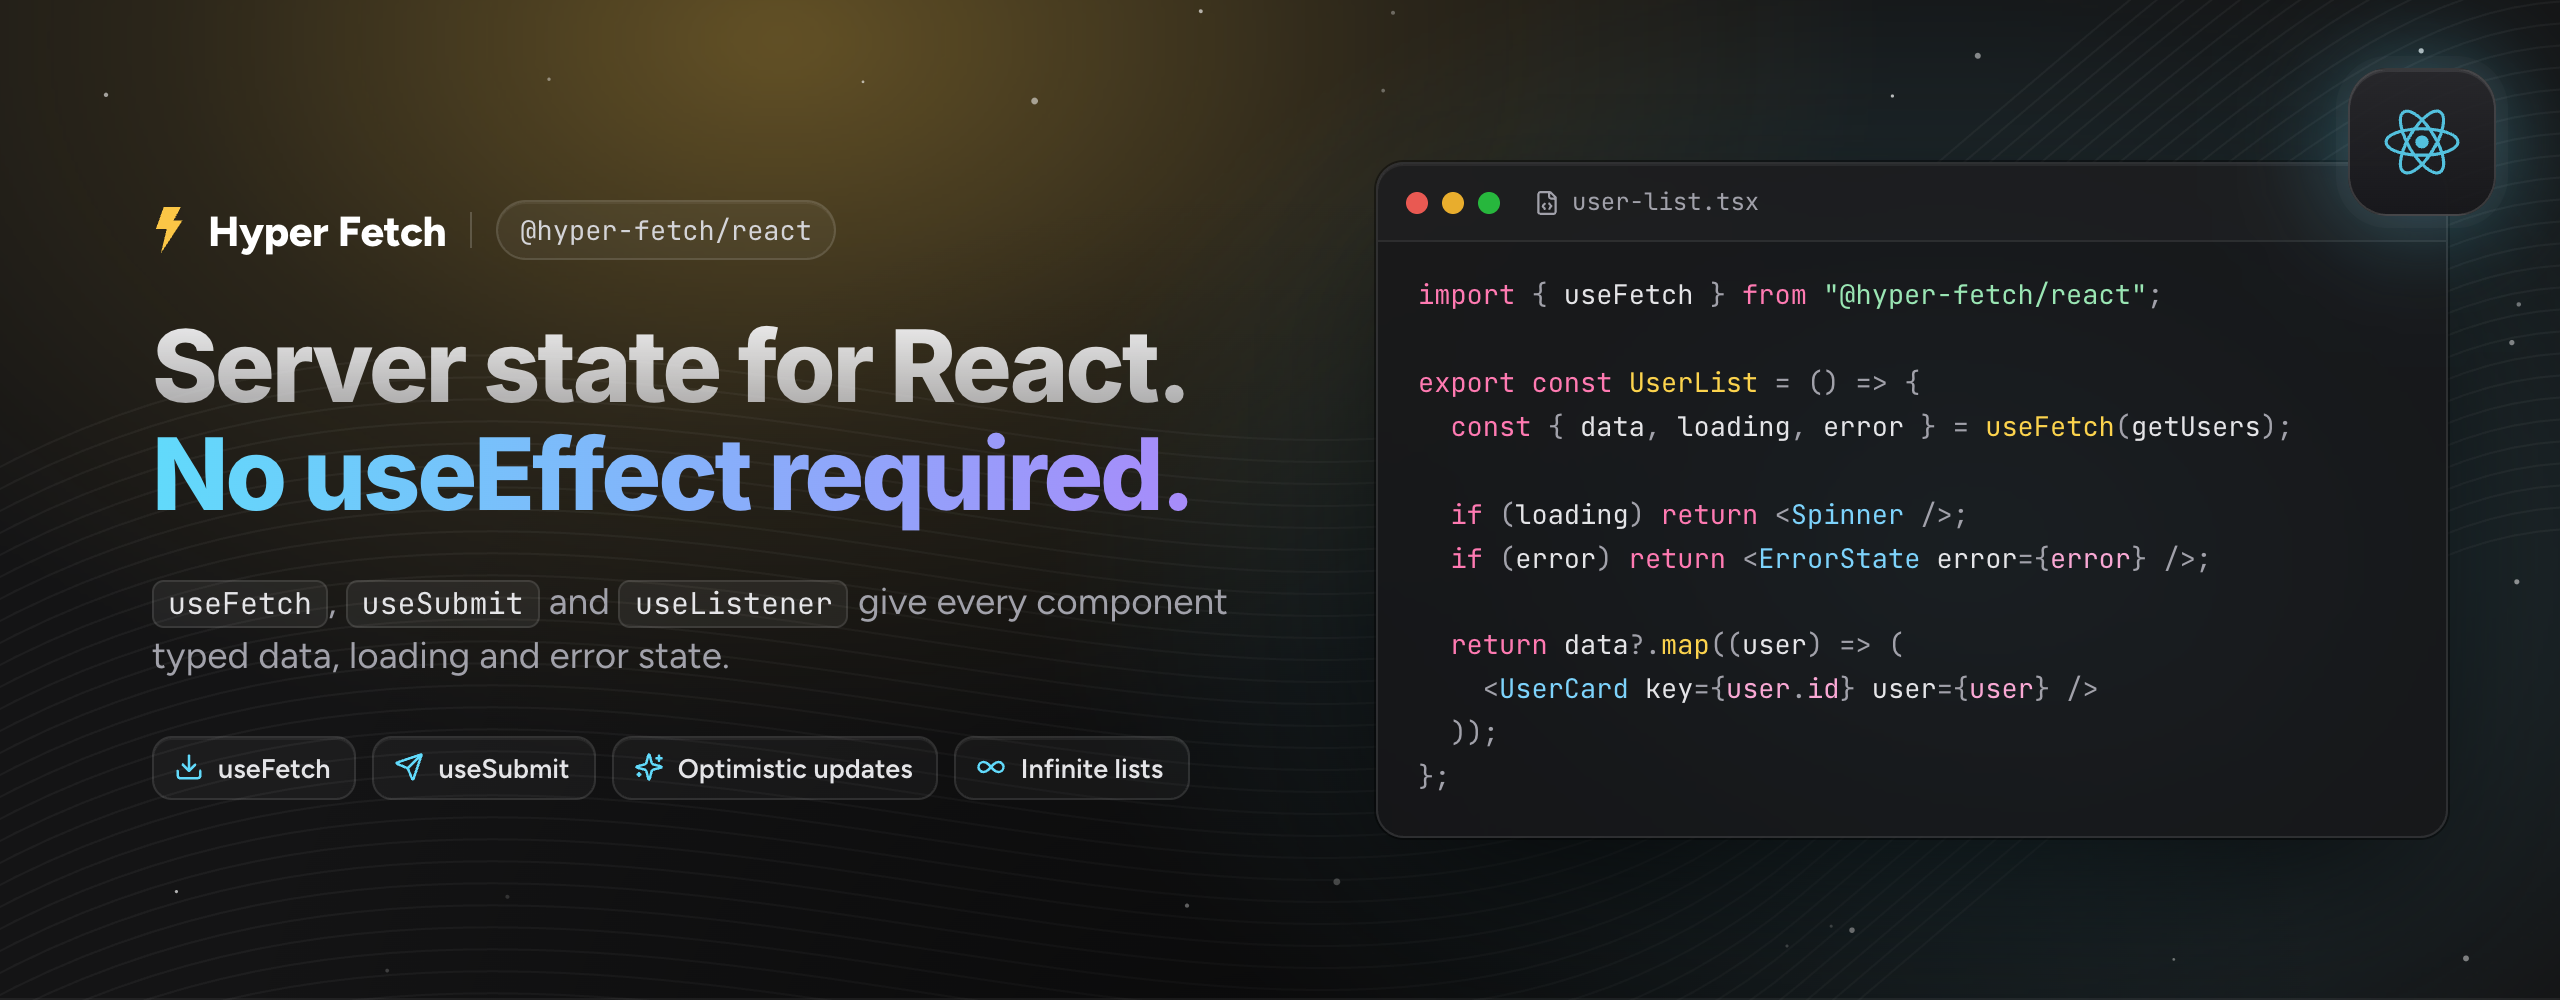 Hyper Fetch
@hyper-fetch/react
Server state for React.
No useEffect required.
useFetch, useSubmit and useListener give every component
typed data, loading and error state.
useFetch
useSubmit
Optimistic updates
Infinite lists
user-list.tsx
import { useFetch } from "@hyper-fetch/react";
export const UserList = () => {
  const { data, loading, error } = useFetch(getUsers);
  if (loading) return <Spinner />;
  if (error) return <ErrorState error={error} />;
  return data?.map((user) => (
    <UserCard key={user.id} user={user} />
  ));
};